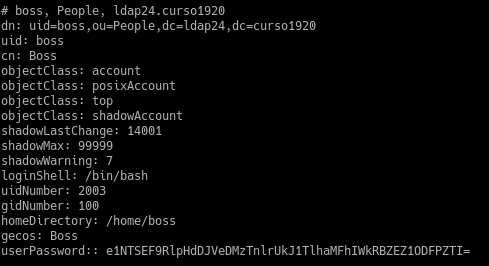 # boss, People, ldap24.curso1920
dn: uid=boss,ou=People,dc=ldap24,dc=curso1920
uid: boss
cn: Boss
objectClass: account
objectClass: posixAccount
objectClass: top
objectClass: shadowAccount
shadowLastChange: 14001
shadowMax: 99999
shadowWarning: 7
loginShell: /bin/bash
uidNumber: 2003
gidNumber: 100
homeDirectory: /home/boss
gecos: Boss
userPassword:: e1NTSEF9RlpHdDJVeDMzTnlrUkJ1TlhaMFhIWkRBZEZ1ODFPZTI=